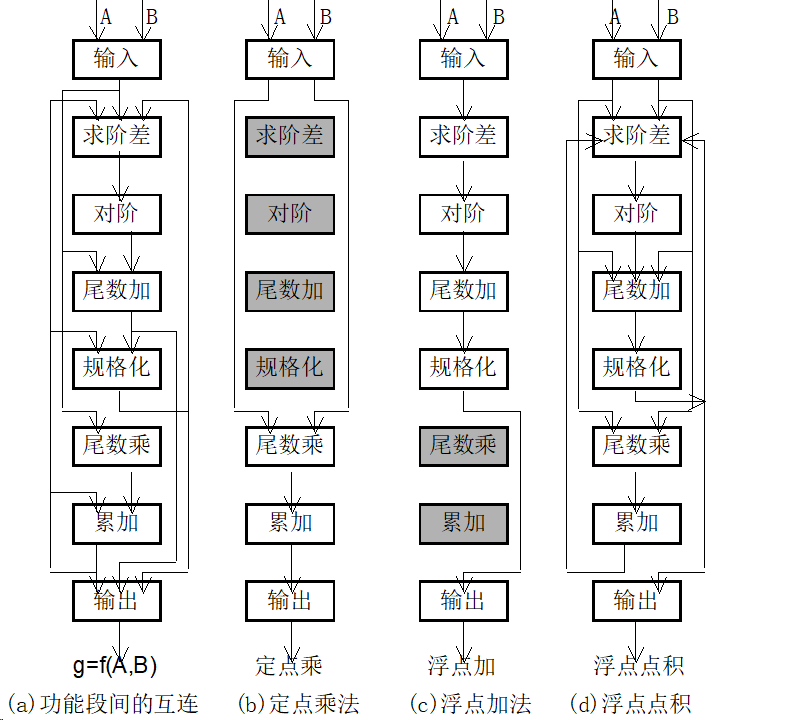 A B A B A B A B
输入 输入 输入 输入
求阶差 求阶差 求阶差 求阶差
对阶 对阶 对阶 对阶
尾数加 尾数加 尾数加 尾数加
规格化 规格化 规格化 规格化
尾数乘 尾数乘 尾数乘 尾数乘
累加 累加 累加 累加
输出 输出 输出 输出
g=f(A,B) 定点乘 浮点加 浮点点积
(a)功能段间的互连 (b)定点乘法 (c)浮点加法 (d)浮点点积